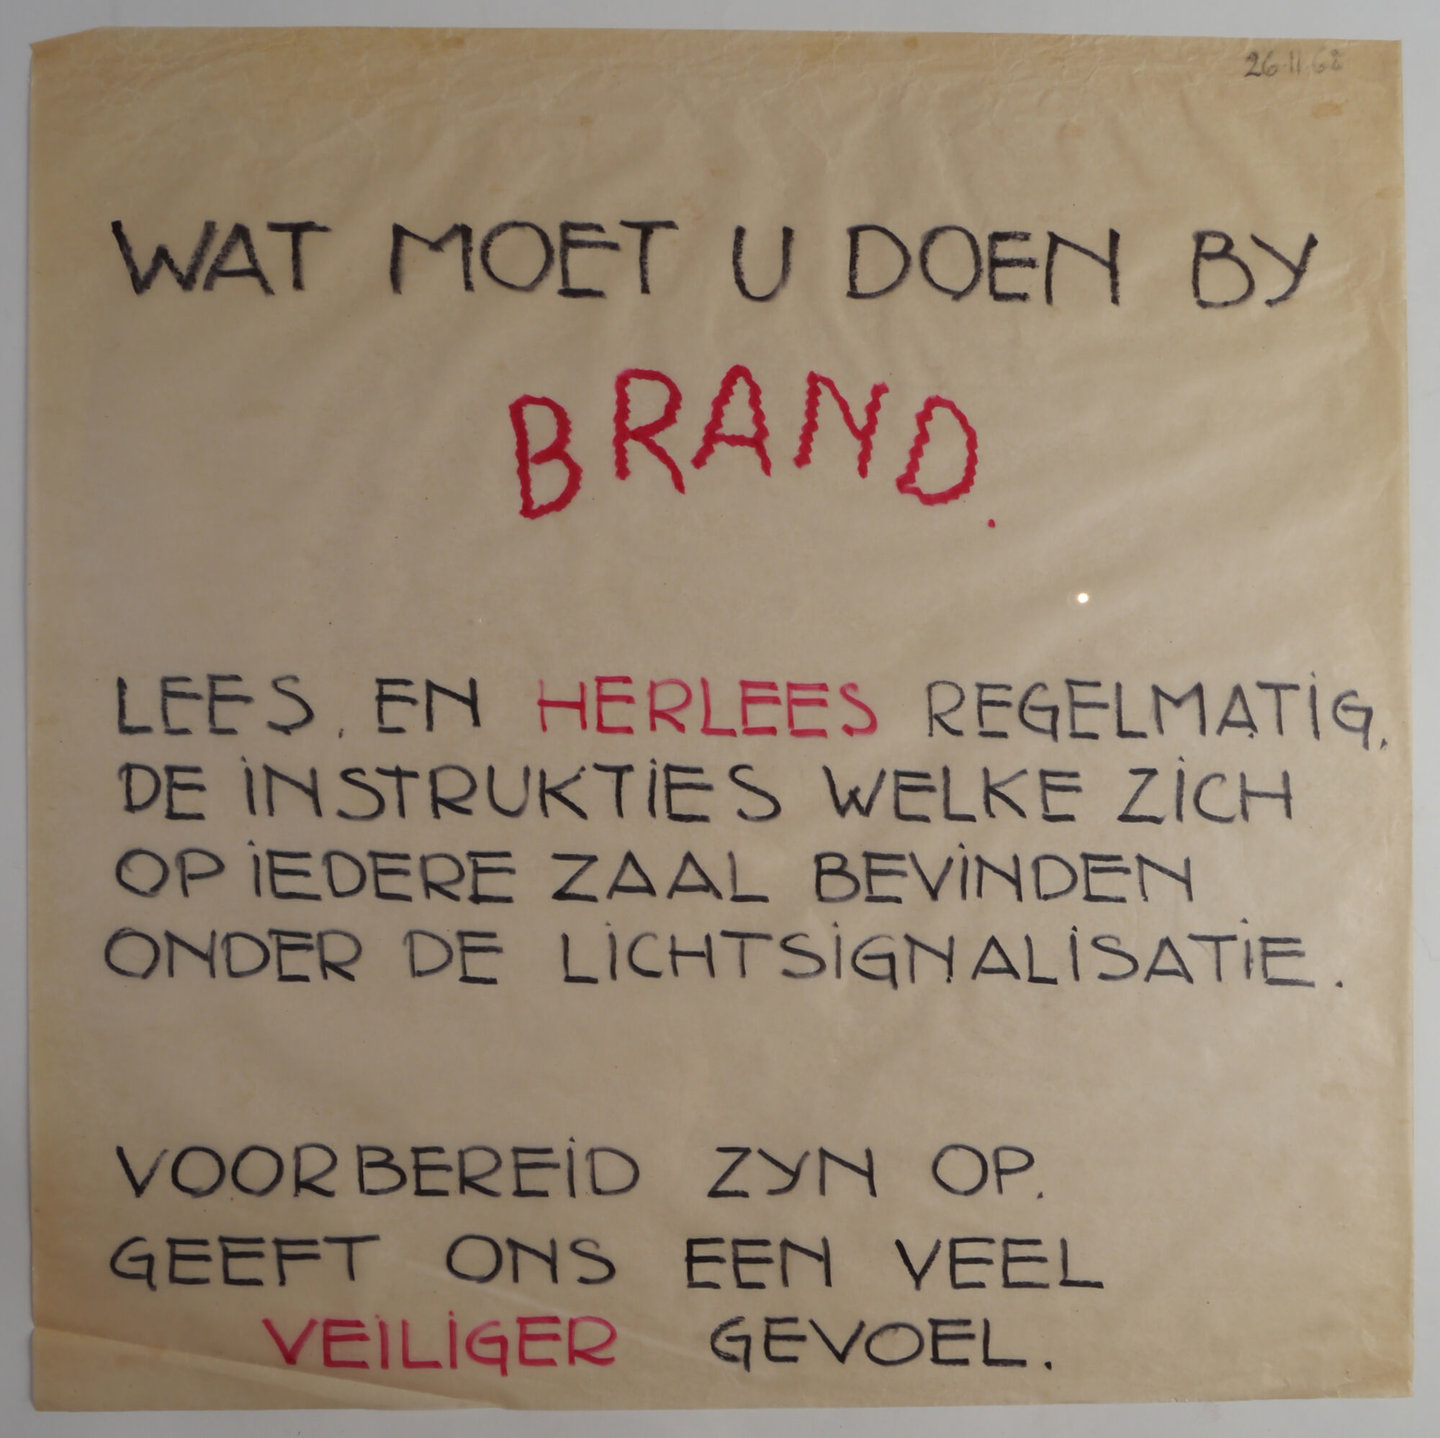 26.11.68
WAT MOET U DOEN BY
BRAND.
LEES, EN HERLEES REGELMATiG.
DE iNSTRUKTiES WELKE ZiCH
OP iEDERE ZAAL BEViNDEN
ONDER DE LiCHTSiGNALiSATiE.
VOORBEREiD ZYN OP.
GEEFT ONS EEN VEEL
VEiLiGER GEVOEL.